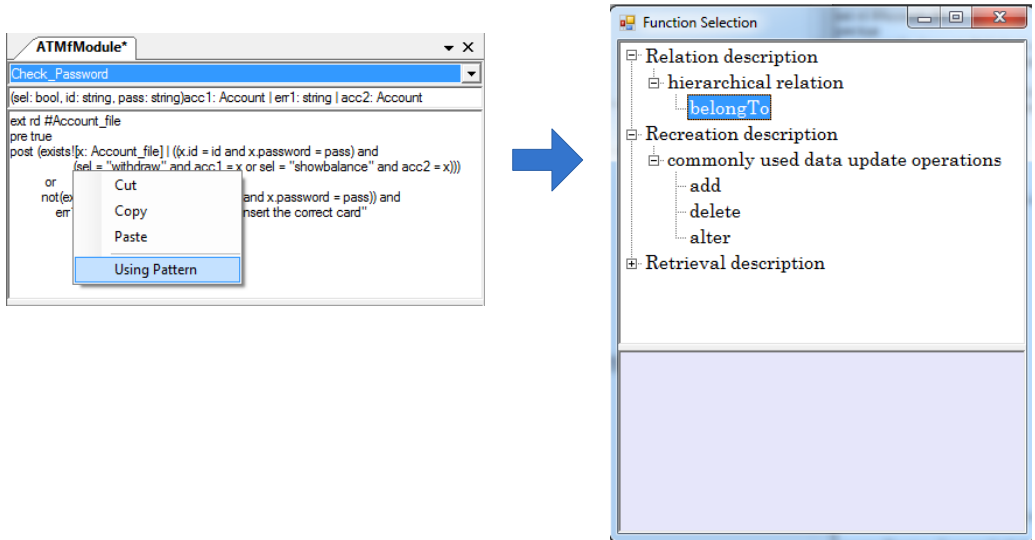 ATMfModule*
Check_Password
(sel: bool, id: string, pass: string)acc1: Account | err1: string | acc2: Account
ext rd #Account_file
pre true
post (exists![x: Account_file] | ((x.id = id and x.password = pass) and
(sel = "withdraw" and acc1 = x or sel = "showbalance" and acc2 = x)))
or
not(ex and x.password = pass)) and
err nsert the correct card"
Cut
Copy
Paste
Using Pattern
Function Selection
Relation description
hierarchical relation
belongTo
Recreation description
commonly used data update operations
add
delete
alter
Retrieval description